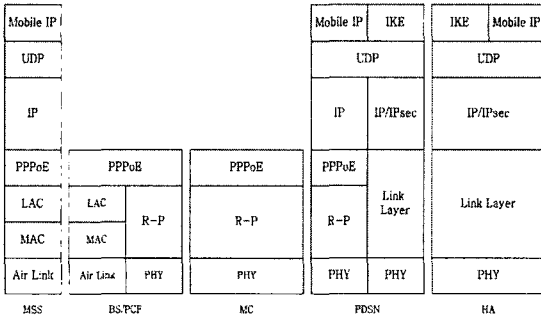 Mobile IP
UDP
IP
PPPoE
LAC
MAC
Air Link
MSS
PPPoE
LAC
R-P
MAC
Air Link
PHY
BS/PCF
PPPoE
R-P
PHY
MC
Mobile IP
IKE
UDP
IP
IP/IPsec
PPPoE
Link
Layer
R-P
PHY
PHY
PDSN
IKE
Mobile IP
UDP
IP/IPsec
Link Layer
PHY
HA